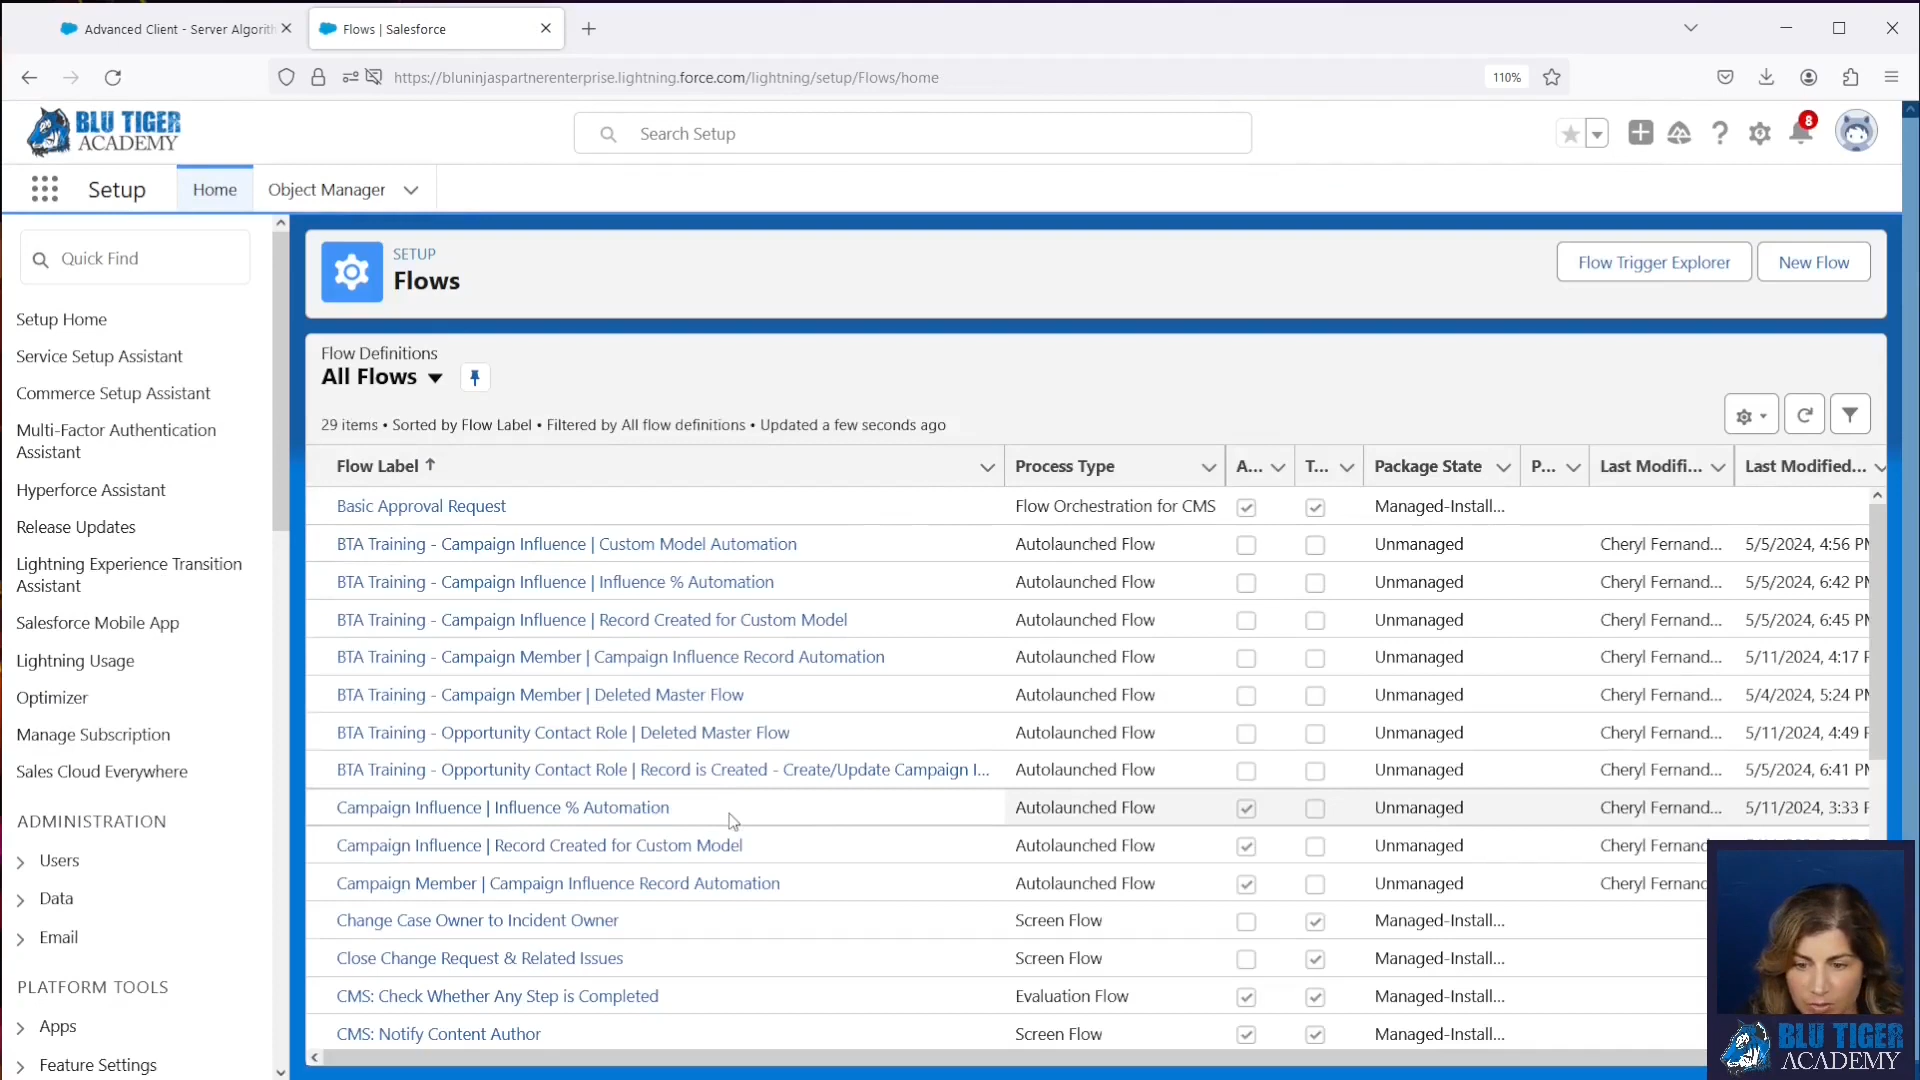 Advanced Client - Server Algorith
Flows | Salesforce
https://bluninjaspartnerenterprise.lightning.force.com/lightning/setup/Flows/home
110%
BLU TIGER
ACADEMY
Search Setup
8
Setup
Home
Object Manager
Quick Find
Setup Home
Service Setup Assistant
Commerce Setup Assistant
Multi-Factor Authentication
Assistant
Hyperforce Assistant
Release Updates
Lightning Experience Transition
Assistant
Salesforce Mobile App
Lightning Usage
Optimizer
Manage Subscription
Sales Cloud Everywhere
ADMINISTRATION
Users
Data
Email
PLATFORM TOOLS
Apps
Feature Settings
SETUP
Flows
Flow Trigger Explorer
New Flow
Flow Definitions
All Flows
29 items • Sorted by Flow Label • Filtered by All flow definitions • Updated a few seconds ago
Flow Label Process Type A... T... Package State P... Last Modifi... Last Modified...
Basic Approval Request Flow Orchestration for CMS Managed-Install...
BTA Training - Campaign Influence | Custom Model Automation Autolaunched Flow Unmanaged Cheryl Fernand... 5/5/2024, 4:56 PM
BTA Training - Campaign Influence | Influence % Automation Autolaunched Flow Unmanaged Cheryl Fernand... 5/5/2024, 6:42 PM
BTA Training - Campaign Influence | Record Created for Custom Model Autolaunched Flow Unmanaged Cheryl Fernand... 5/5/2024, 6:45 PM
BTA Training - Campaign Member | Campaign Influence Record Automation Autolaunched Flow Unmanaged Cheryl Fernand... 5/11/2024, 4:17 P
BTA Training - Campaign Member | Deleted Master Flow Autolaunched Flow Unmanaged Cheryl Fernand... 5/4/2024, 5:24 PM
BTA Training - Opportunity Contact Role | Deleted Master Flow Autolaunched Flow Unmanaged Cheryl Fernand... 5/11/2024, 4:49 P
BTA Training - Opportunity Contact Role | Record is Created - Create/Update Campaign I... Autolaunched Flow Unmanaged Cheryl Fernand... 5/5/2024, 6:41 PM
Campaign Influence | Influence % Automation Autolaunched Flow Unmanaged Cheryl Fernand... 5/11/2024, 3:33 P
Campaign Influence | Record Created for Custom Model Autolaunched Flow Unmanaged Cheryl Fernand
Campaign Member | Campaign Influence Record Automation Autolaunched Flow Unmanaged Cheryl Fernand
Change Case Owner to Incident Owner Screen Flow Managed-Install...
Close Change Request & Related Issues Screen Flow Managed-Install...
CMS: Check Whether Any Step is Completed Evaluation Flow Managed-Install...
CMS: Notify Content Author Screen Flow Managed-Install...
BLU TIGER
ACADEMY